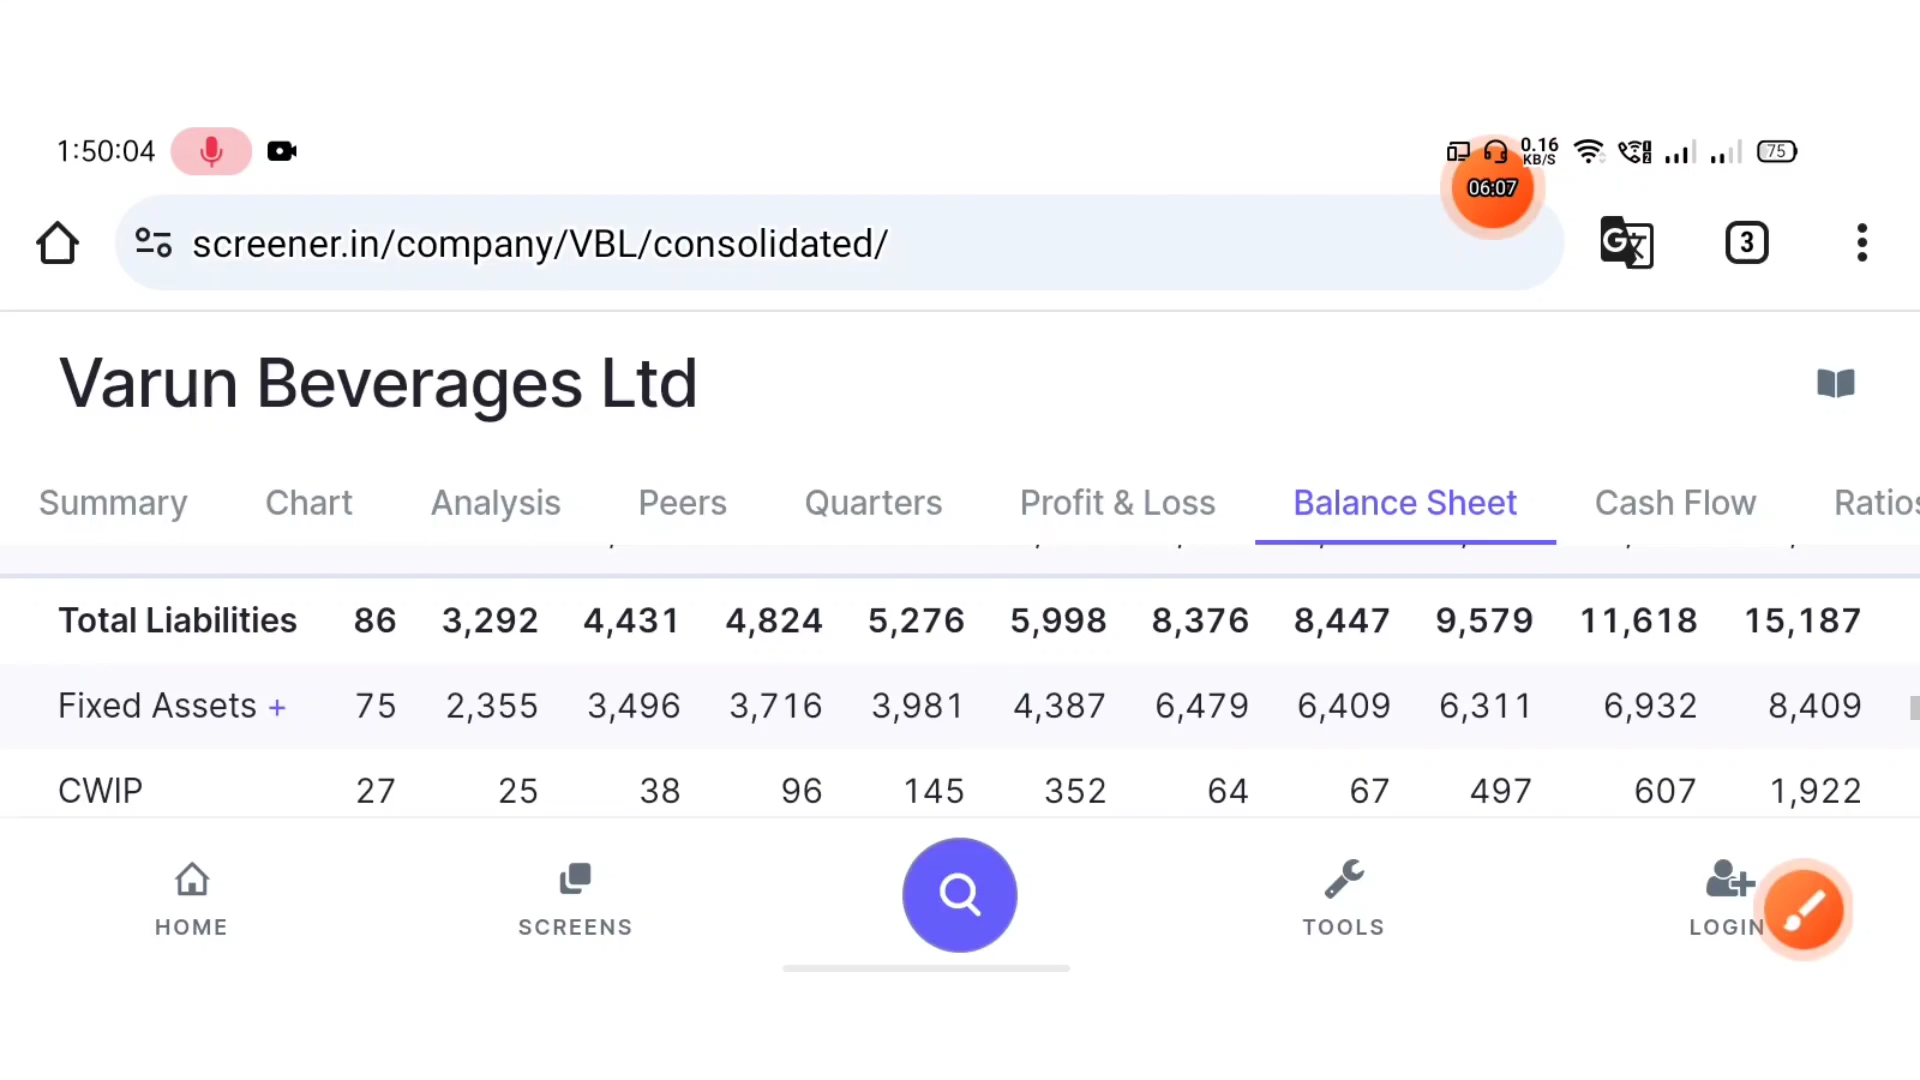 1:50:04 0.16 KB/S 75
06:07
screener.in/company/VBL/consolidated/ 3
Varun Beverages Ltd
Summary Chart Analysis Peers Quarters Profit & Loss Balance Sheet Cash Flow Ratios
Total Liabilities 86 3,292 4,431 4,824 5,276 5,998 8,376 8,447 9,579 11,618 15,187
Fixed Assets + 75 2,355 3,496 3,716 3,981 4,387 6,479 6,409 6,311 6,932 8,409
CWIP 27 25 38 96 145 352 64 67 497 607 1,922
HOME SCREENS TOOLS LOGIN